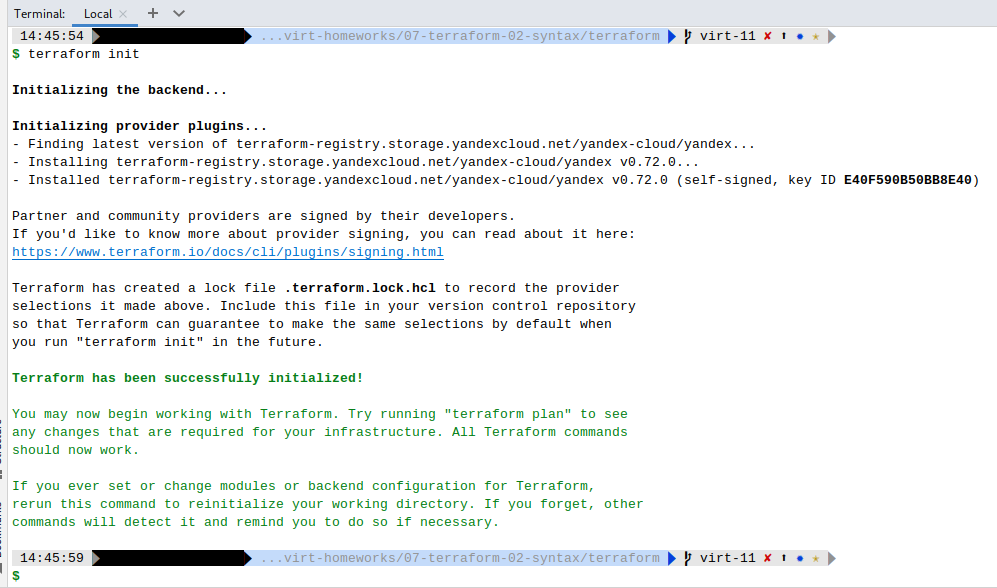 Terminal: Local
14:45:54 ...virt-homeworks/07-terraform-02-syntax/terraform virt-11
$ terraform init
Initializing the backend...
Initializing provider plugins...
- Finding latest version of terraform-registry.storage.yandexcloud.net/yandex-cloud/yandex...
- Installing terraform-registry.storage.yandexcloud.net/yandex-cloud/yandex v0.72.0...
- Installed terraform-registry.storage.yandexcloud.net/yandex-cloud/yandex v0.72.0 (self-signed, key ID E40F590B50BB8E40)
Partner and community providers are signed by their developers.
If you'd like to know more about provider signing, you can read about it here:
https://www.terraform.io/docs/cli/plugins/signing.html
Terraform has created a lock file .terraform.lock.hcl to record the provider
selections it made above. Include this file in your version control repository
so that Terraform can guarantee to make the same selections by default when
you run "terraform init" in the future.
Terraform has been successfully initialized!
You may now begin working with Terraform. Try running "terraform plan" to see
any changes that are required for your infrastructure. All Terraform commands
should now work.
If you ever set or change modules or backend configuration for Terraform,
rerun this command to reinitialize your working directory. If you forget, other
commands will detect it and remind you to do so if necessary.
14:45:59 ...virt-homeworks/07-terraform-02-syntax/terraform virt-11
$